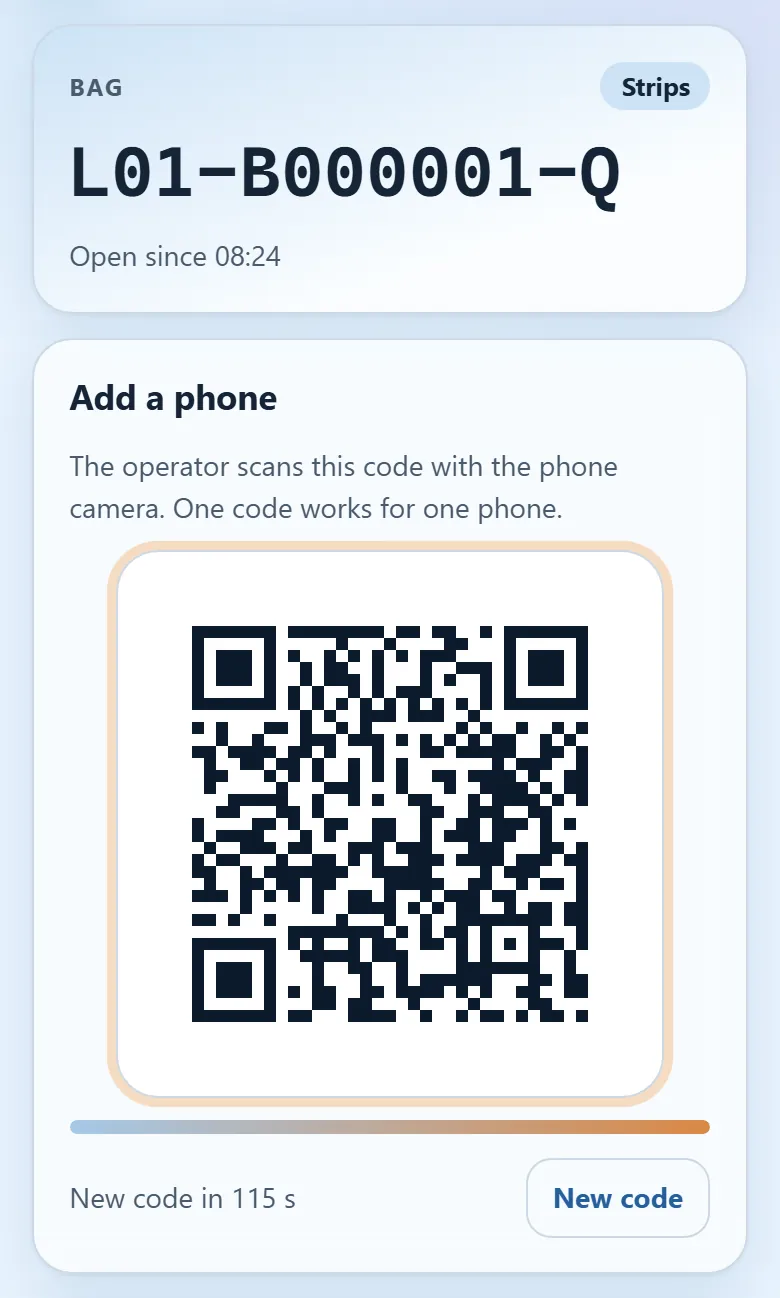 BAG
Strips
L01-B000001-Q
Open since 08:24
Add a phone
The operator scans this code with the phone
camera. One code works for one phone.
New code in 115 s
New code